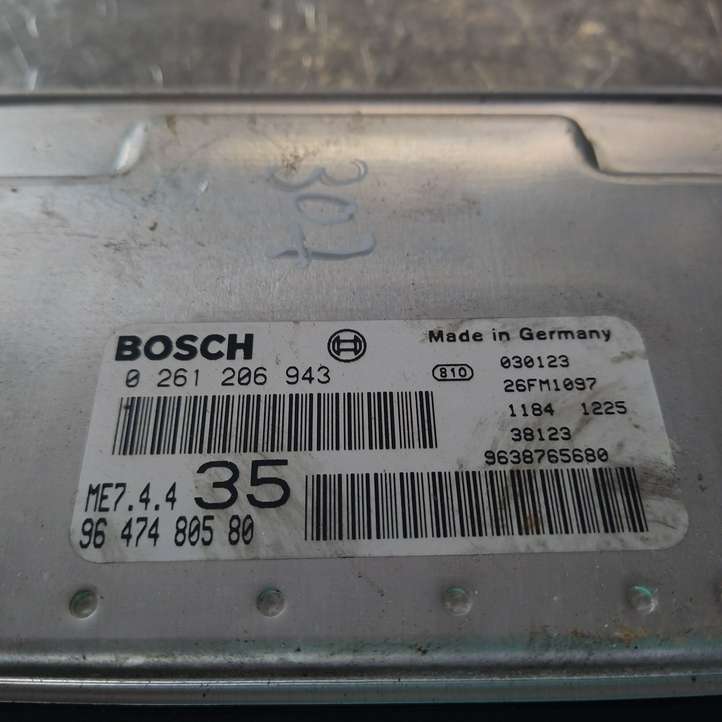 307
BOSCH
Made in Germany
0 261 206 943
810
030123
26FM1097
1184 1225
38123
9638765680
ME7.4.4
35
96 474 805 80